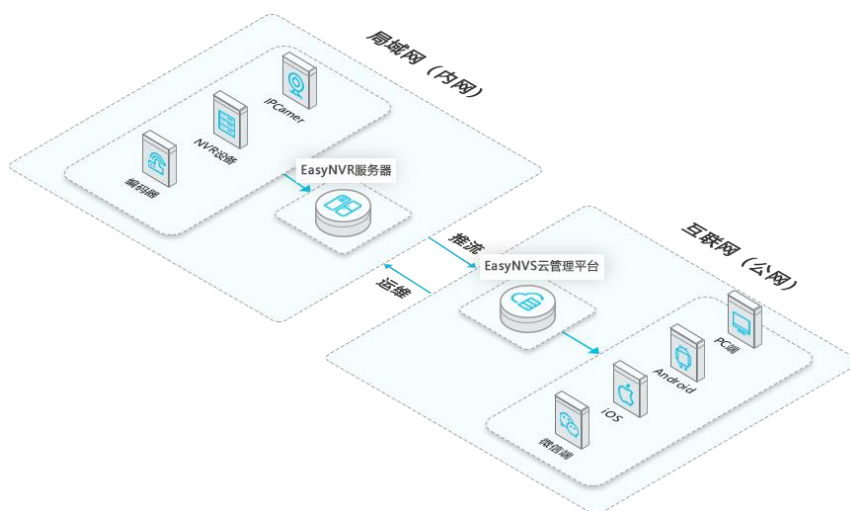 局域网（内网）
IPCamer
NVR设备
编码器
EasyNVR服务器
推流
运维
互联网（公网）
EasyNVS云管理平台
PC端
Android
iOS
微信端